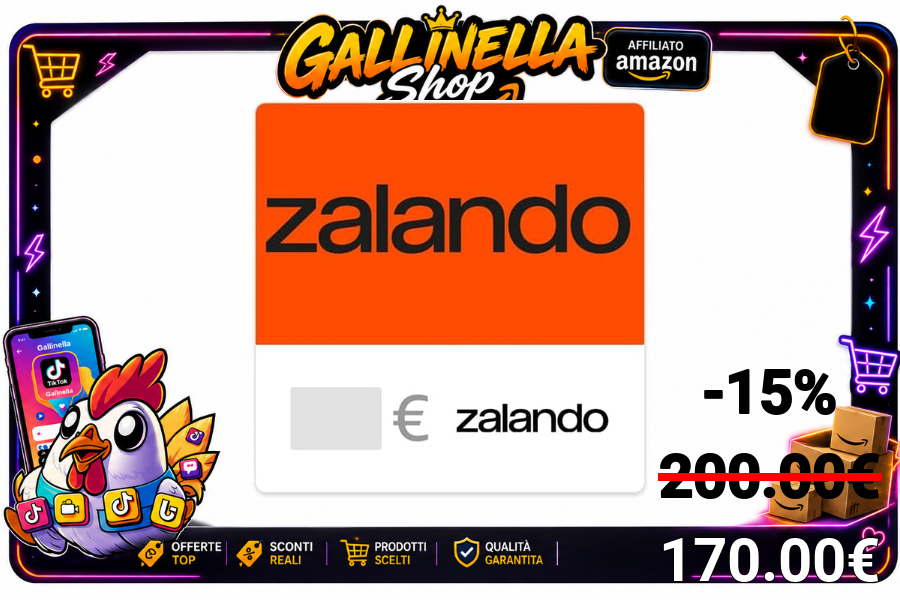 GALLINELLA
Shop
AFFILIATO
amazon
zalando
€ zalando
Gallinella
TikTok
Gallinella
-15%
200.00€
170.00€
OFFERTE
TOP
SCONTI
REALI
PRODOTTI
SCELTI
QUALITÀ
GARANTITA